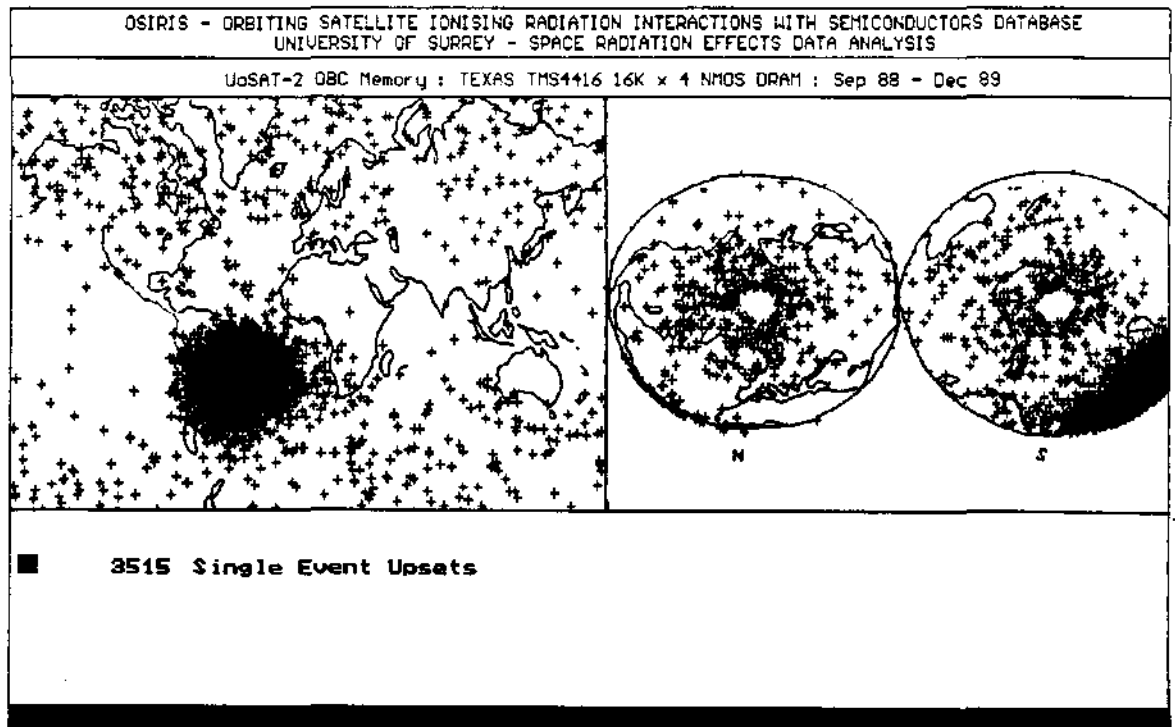 OSIRIS - ORBITING SATELLITE IONISING RADIATION INTERACTIONS WITH SEMICONDUCTORS DATABASE
UNIVERSITY OF SURREY - SPACE RADIATION EFFECTS DATA ANALYSIS
UoSAT-2 OBC Memory : TEXAS TMS4416 16K x 4 NMOS DRAM : Sep 88 - Dec 89
N S
3515 Single Event Upsets